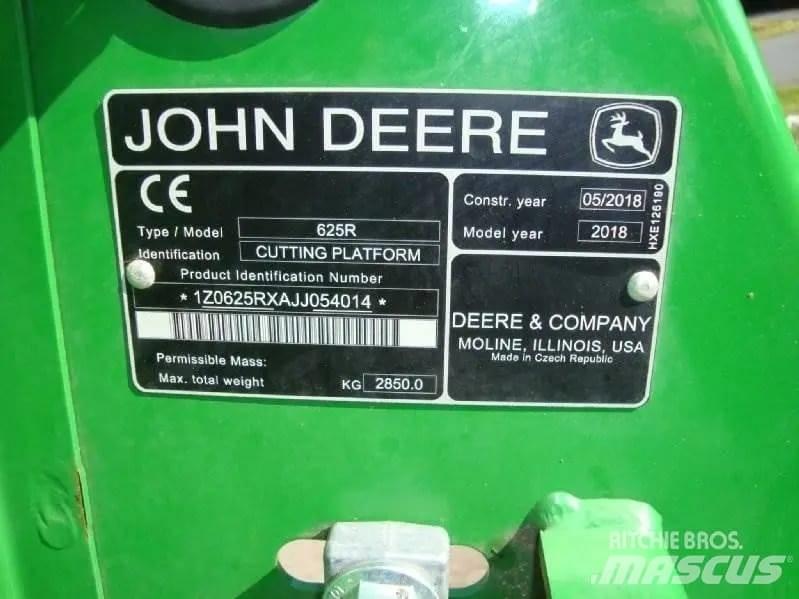 JOHN DEERE
CE
Type / Model 625R
Identification CUTTING PLATFORM
Product Identification Number
* 1Z0625RXAJJ054014 *
Permissible Mass:
Max. total weight KG 2850.0
Constr. year 05/2018
Model year 2018
HXE125190
DEERE & COMPANY
MOLINE, ILLINOIS, USA
Made in Czech Republic
RITCHIE BROS.
MASCUS